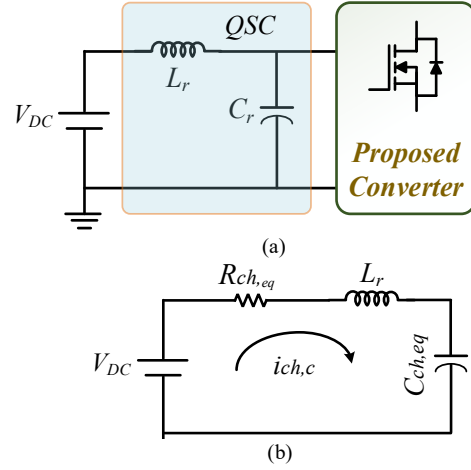 QSC
L_r
V_DC
C_r
Proposed
Converter
(a)
R_ch,eq
L_r
V_DC
i_ch,c
C_ch,eq
(b)